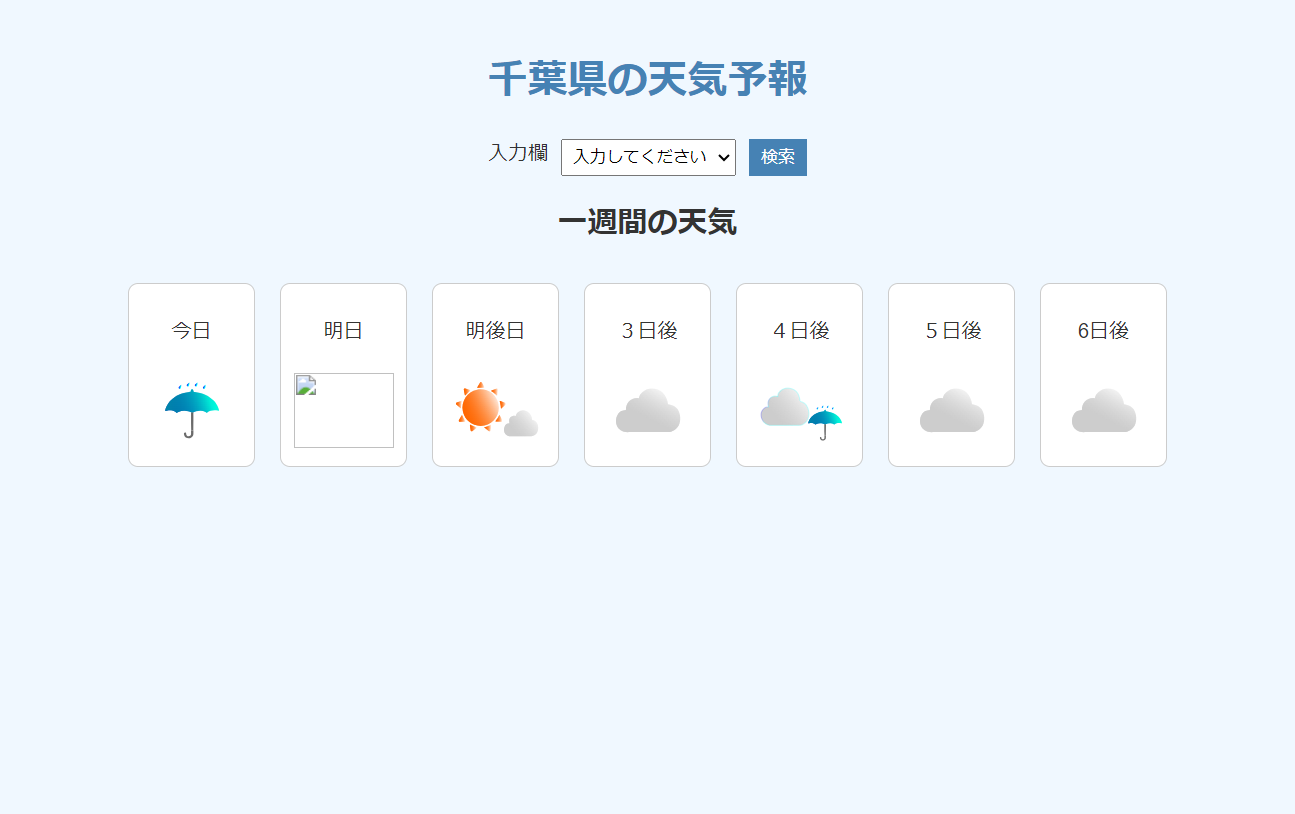 千葉県の天気予報
入力欄 入力してください 検索
一週間の天気
今日 明日 明後日 ３日後 ４日後 ５日後 6日後